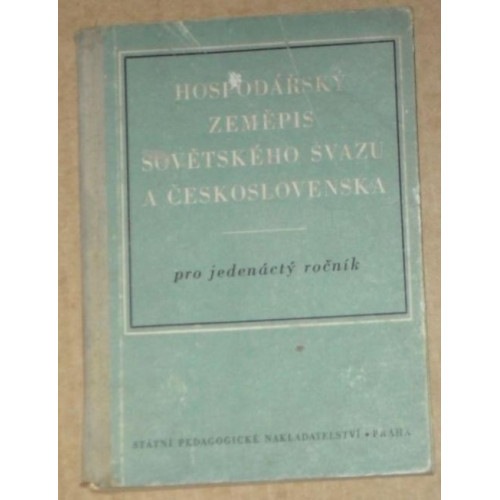 HOSPODÁŘSKÝ
ZEMĚPIS
SOVĚTSKÉHO SVAZU
A ČESKOSLOVENSKA
pro jedenáctý ročník
STÁTNÍ PEDAGOGICKÉ NAKLADATELSTVÍ • PRAHA